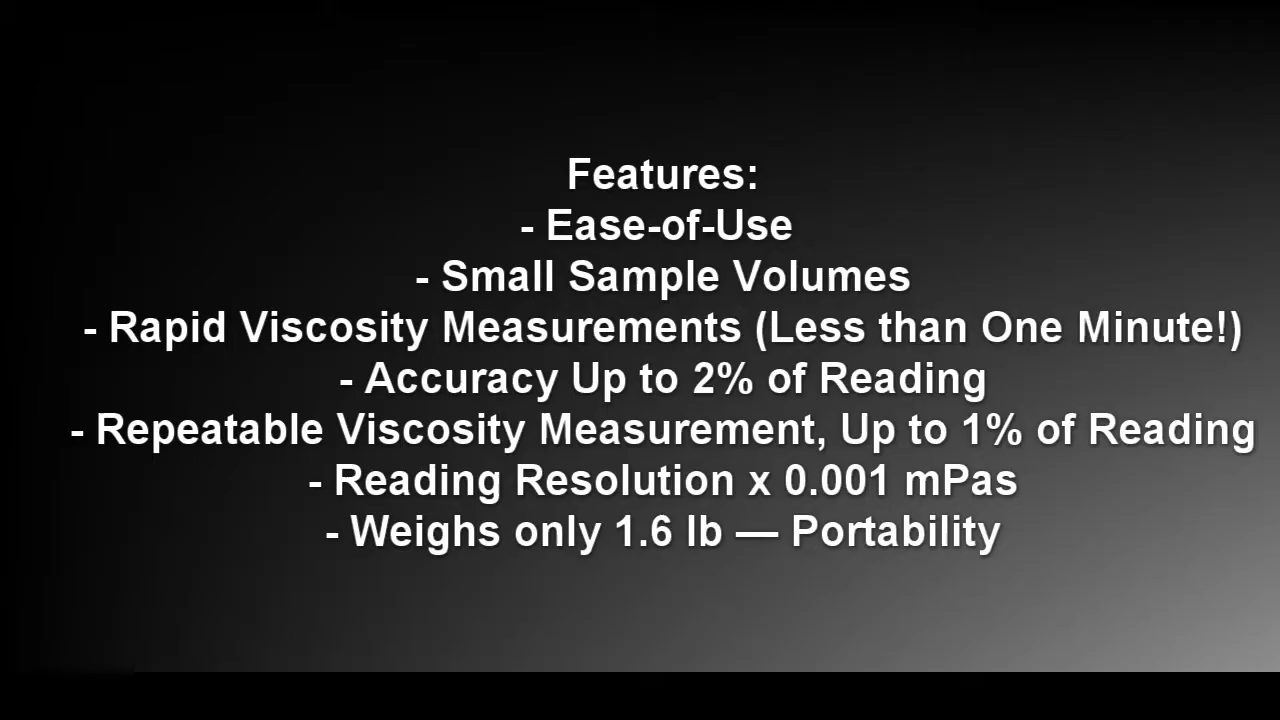 Features:
- Ease-of-Use
- Small Sample Volumes
- Rapid Viscosity Measurements (Less than One Minute!)
- Accuracy Up to 2% of Reading
- Repeatable Viscosity Measurement, Up to 1% of Reading
- Reading Resolution x 0.001 mPas
- Weighs only 1.6 lb — Portability